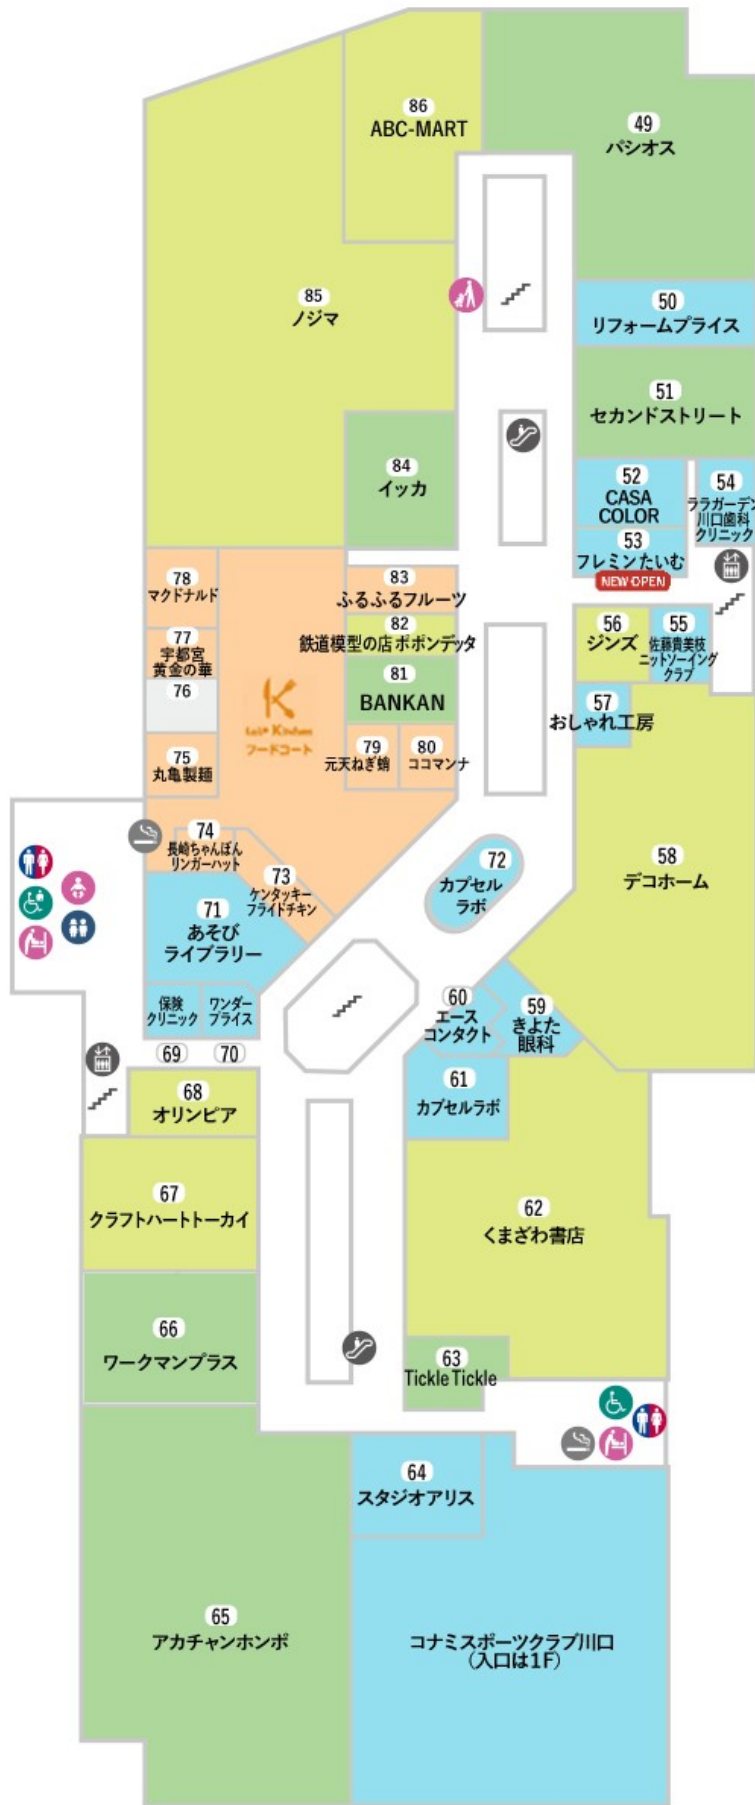 86
ABC-MART
49
パシオス
85
ノジマ
50
リフォームプライス
51
セカンドストリート
84
イッカ
52
CASA
COLOR
54
ララガーデン
川口歯科
クリニック
53
フレミンたいむ
NEW OPEN
78
マクドナルド
83
ふるふるフルーツ
82
鉄道模型の店 ポポンデッタ
56
ジンズ
55
佐藤貴美枝
ニットソーイング
クラブ
77
宇都宮
黄金の華
76
81
BANKAN
57
おしゃれ工房
フードコート
75
丸亀製麺
79
元天ねぎ蛸
80
ココマンナ
74
長崎ちゃんぽん
リンガーハット
73
ケンタッキー
フライドチキン
72
カプセル
ラボ
58
デコホーム
71
あそび
ライブラリー
保険
クリニック
69
ワンダー
プライス
70
60
エース
コンタクト
59
きよた
眼科
61
カプセルラボ
68
オリンピア
67
クラフトハートトーカイ
62
くまざわ書店
66
ワークマンプラス
63
Tickle Tickle
64
スタジオアリス
65
アカチャンホンポ
コナミスポーツクラブ川口
(入口は1F)